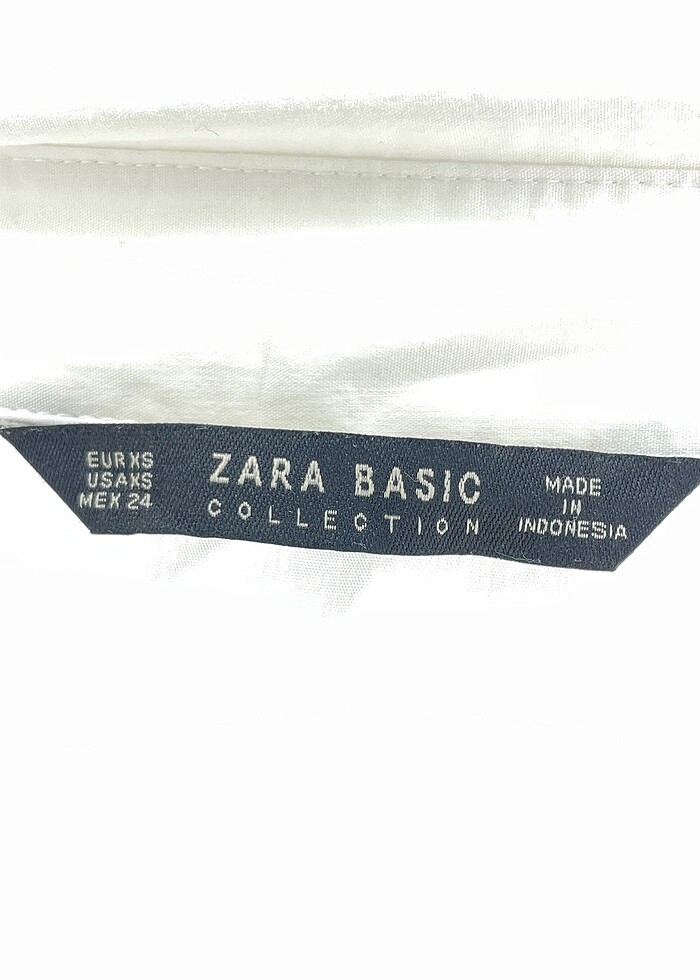 EUR XS
USA XS
MEX 24
ZARA BASIC
COLLECTION
MADE
IN
INDONESIA